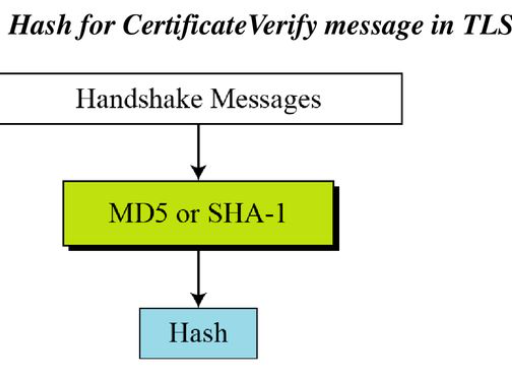 Hash for CertificateVerify message in TLS
Handshake Messages
MD5 or SHA-1
Hash